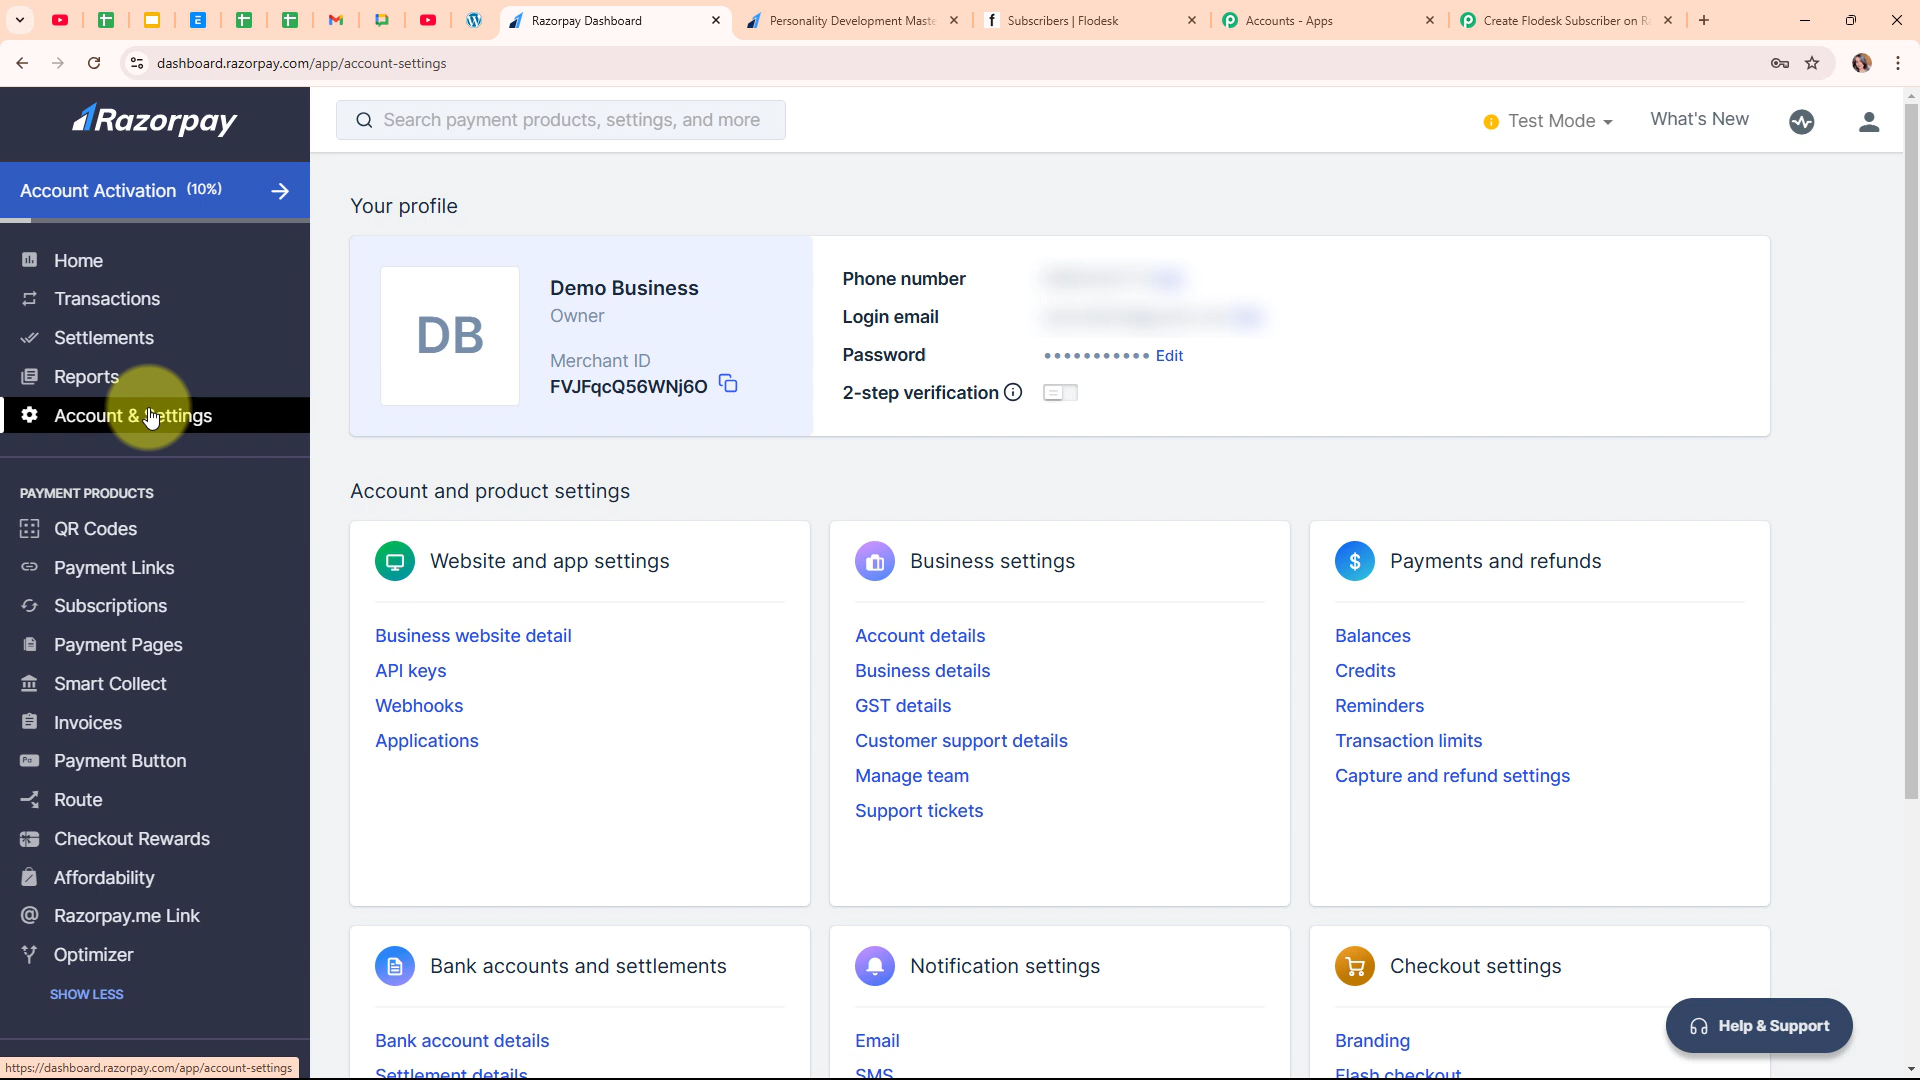 Razorpay Dashboard
Personality Development Maste
Subscribers | Flodesk
Accounts - Apps
Create Flodesk Subscriber on R
dashboard.razorpay.com/app/account-settings
Razorpay
Search payment products, settings, and more
Test Mode
What's New
Account Activation (10%)
Home
Transactions
Settlements
Reports
Account & Settings
PAYMENT PRODUCTS
QR Codes
Payment Links
Subscriptions
Payment Pages
Smart Collect
Invoices
Payment Button
Route
Checkout Rewards
Affordability
Razorpay.me Link
Optimizer
SHOW LESS
https://dashboard.razorpay.com/app/account-settings
Your profile
DB
Demo Business
Owner
Merchant ID
FVJFqcQ56WNj6O
Phone number
Login email
Password •••••••••••• Edit
2-step verification
Account and product settings
Website and app settings
Business website detail
API keys
Webhooks
Applications
Business settings
Account details
Business details
GST details
Customer support details
Manage team
Support tickets
Payments and refunds
Balances
Credits
Reminders
Transaction limits
Capture and refund settings
Bank accounts and settlements
Bank account details
Settlement details
Notification settings
Email
SMS
Checkout settings
Branding
Flash checkout
Help & Support